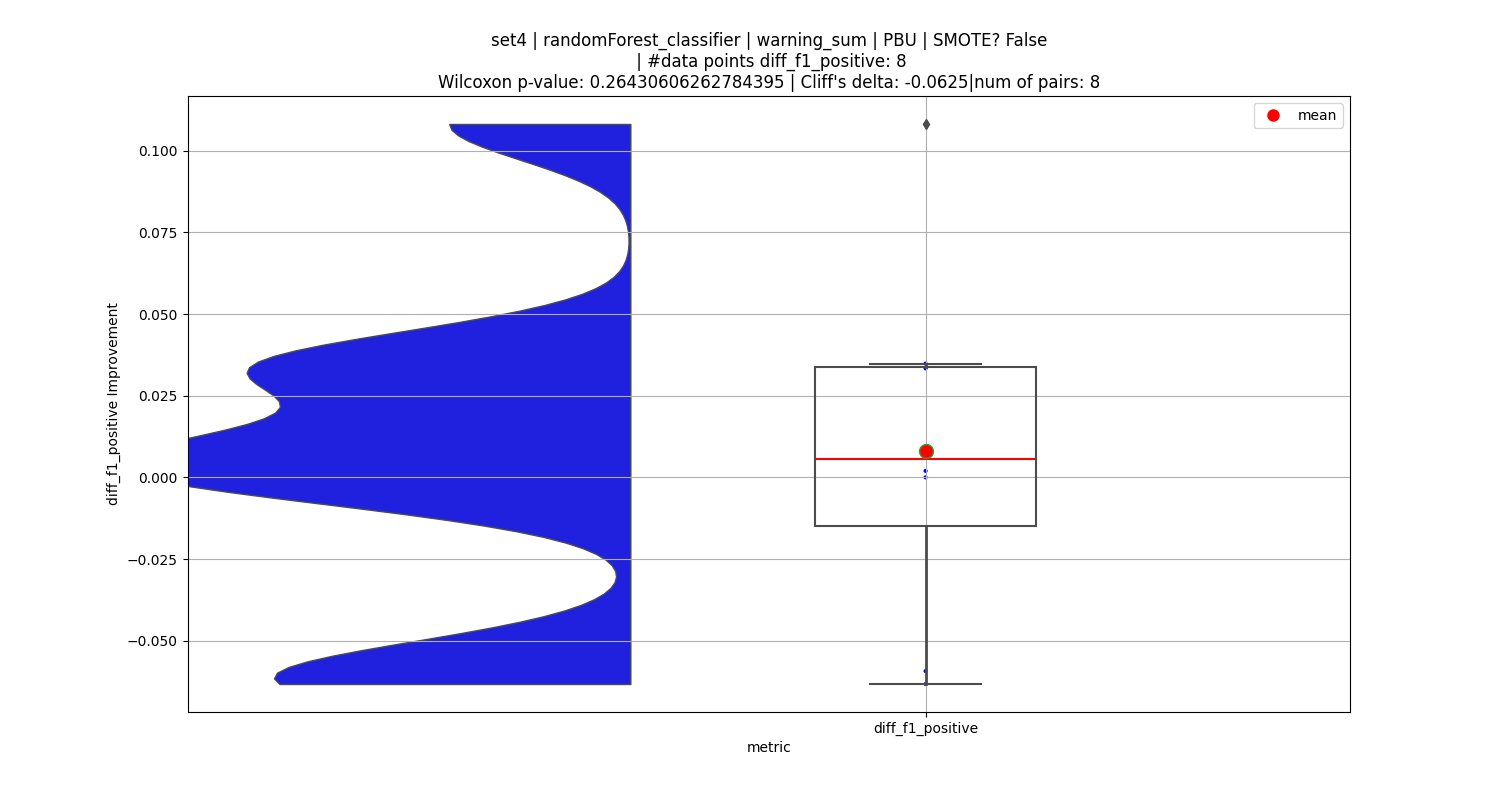 set4 | randomForest_classifier | warning_sum | PBU | SMOTE? False
| #data points diff_f1_positive: 8
Wilcoxon p-value: 0.26430606262784395 | Cliff's delta: -0.0625|num of pairs: 8
mean
0.100
0.075
0.050
0.025
0.000
−0.025
−0.050
diff_f1_positive Improvement
diff_f1_positive
metric